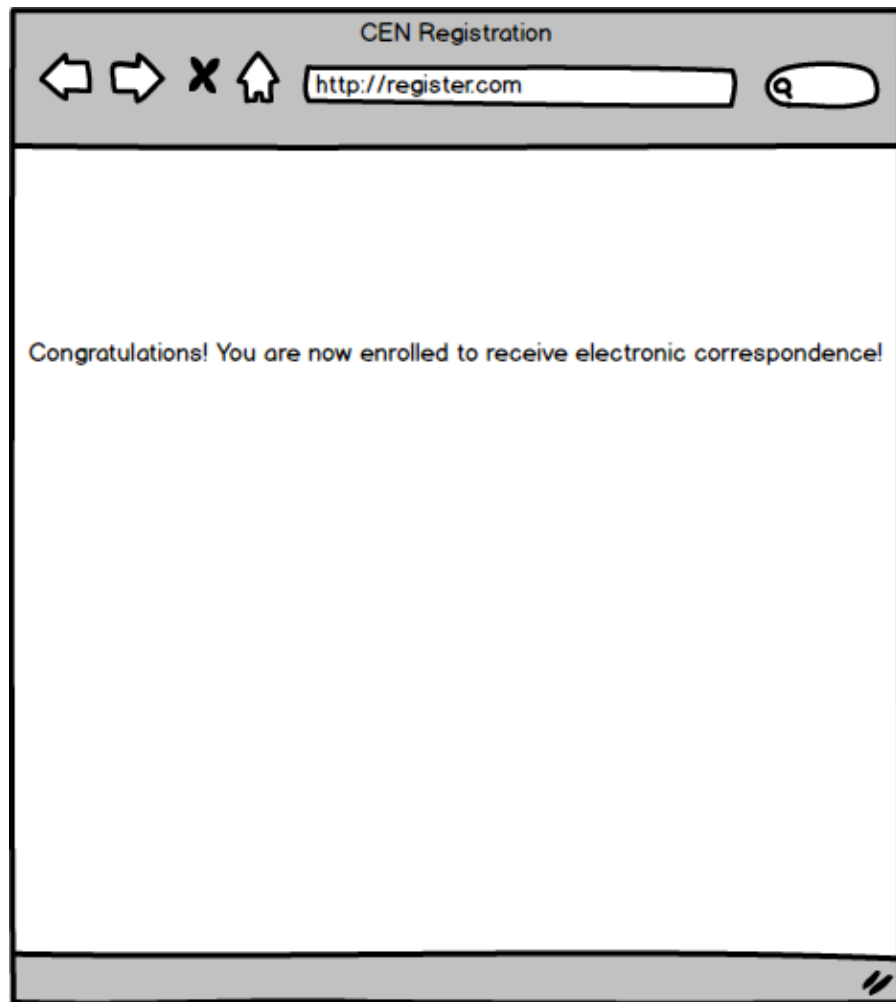 CEN Registration
http://register.com
Congratulations! You are now enrolled to receive electronic correspondence!